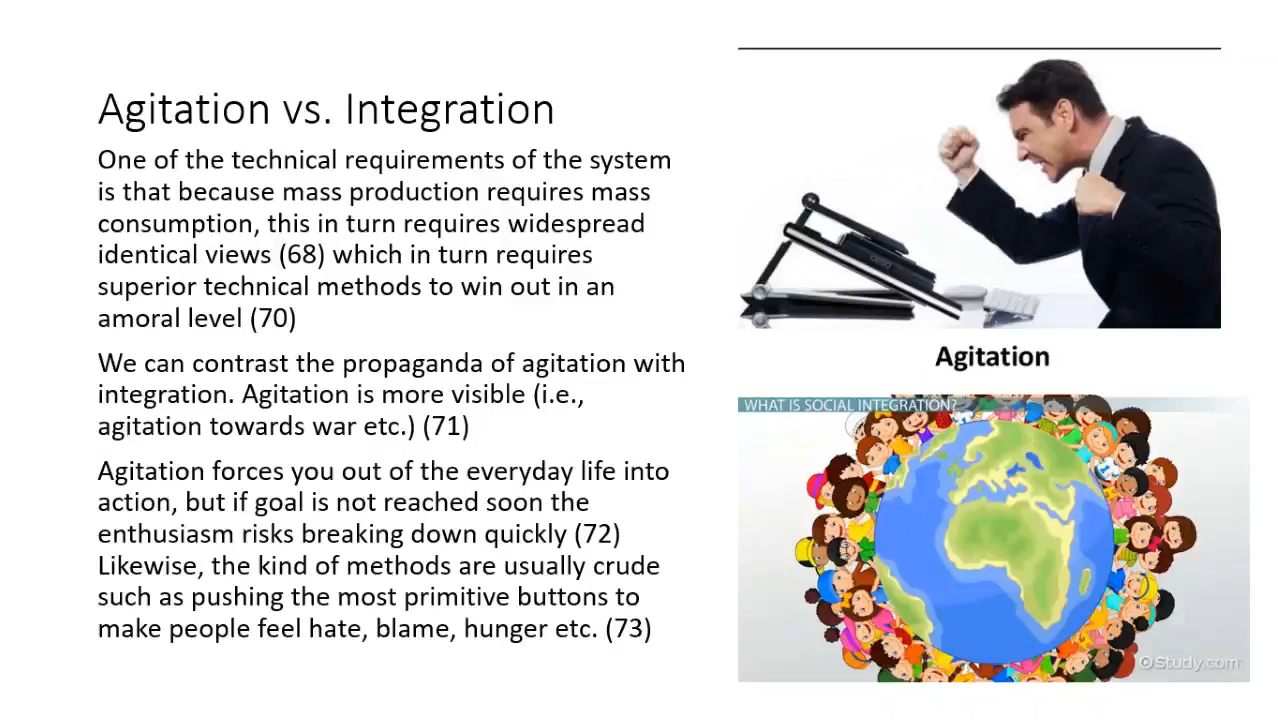 Agitation vs. Integration
One of the technical requirements of the system
is that because mass production requires mass
consumption, this in turn requires widespread
identical views (68) which in turn requires
superior technical methods to win out in an
amoral level (70)
We can contrast the propaganda of agitation with
integration. Agitation is more visible (i.e.,
agitation towards war etc.) (71)
Agitation forces you out of the everyday life into
action, but if goal is not reached soon the
enthusiasm risks breaking down quickly (72)
Likewise, the kind of methods are usually crude
such as pushing the most primitive buttons to
make people feel hate, blame, hunger etc. (73)
Agitation
WHAT IS SOCIAL INTEGRATION?
Study.com